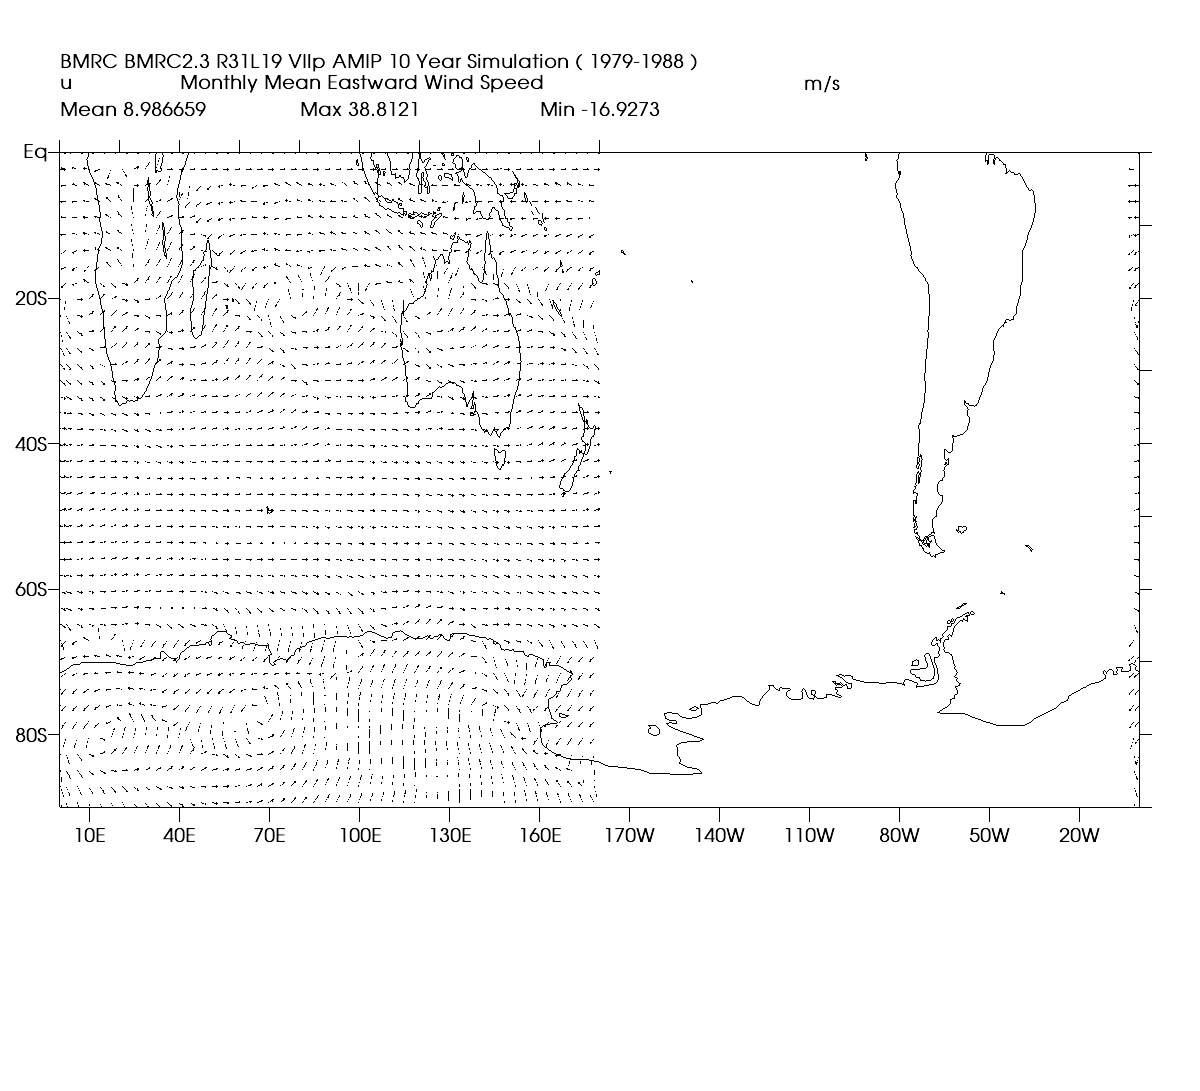 BMRC BMRC2.3 R31L19 VIIp AMIP 10 Year Simulation ( 1979-1988 )
u Monthly Mean Eastward Wind Speed m/s
Mean 8.986659 Max 38.8121 Min -16.9273
Eq
20S
40S
60S
80S
10E 40E 70E 100E 130E 160E 170W 140W 110W 80W 50W 20W